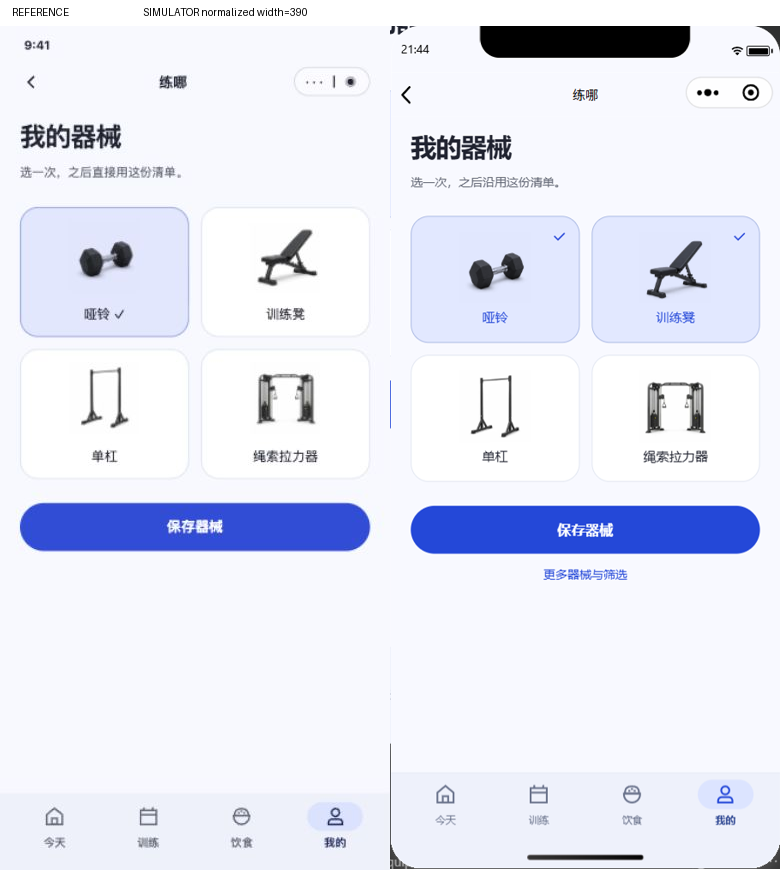 REFERENCE
SIMULATOR normalized width=390
9:41
练哪
我的器械
选一次，之后直接用这份清单。
哑铃
训练凳
单杠
绳索拉力器
保存器械
今天
训练
饮食
我的
21:44
练哪
我的器械
选一次，之后沿用这份清单。
哑铃
训练凳
单杠
绳索拉力器
保存器械
更多器械与筛选
今天
训练
饮食
我的